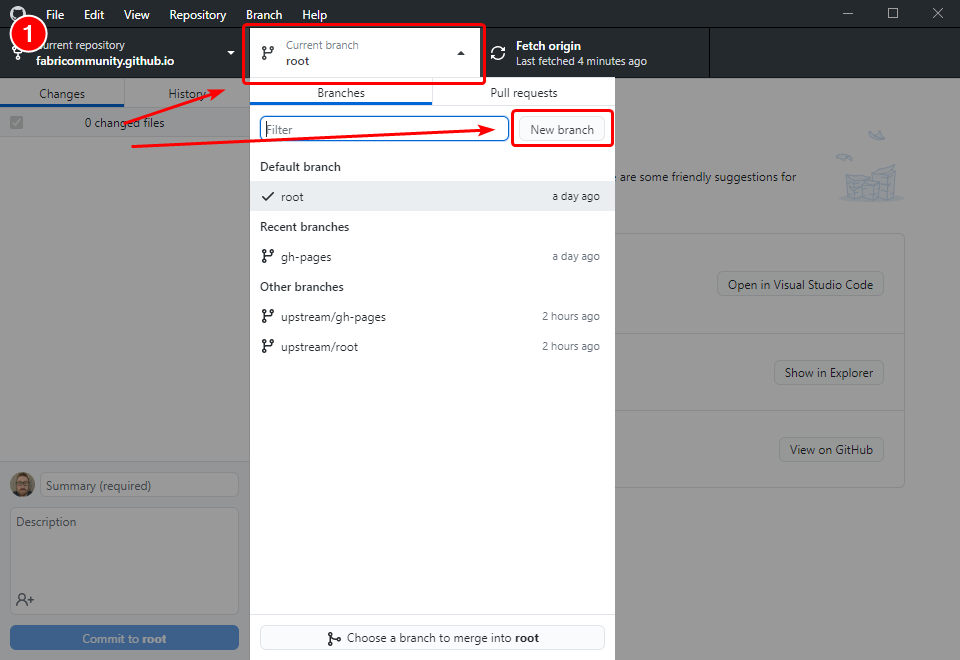 File Edit View Repository Branch Help
1
Current repository
fabricommunity.github.io
Current branch
root
Fetch origin
Last fetched 4 minutes ago
Changes
History
Branches
Pull requests
0 changed files
Filter
New branch
Default branch
root
a day ago
are some friendly suggestions for
Recent branches
gh-pages
a day ago
Other branches
Open in Visual Studio Code
upstream/gh-pages
2 hours ago
upstream/root
2 hours ago
Show in Explorer
View on GitHub
Summary (required)
Description
Commit to root
Choose a branch to merge into root